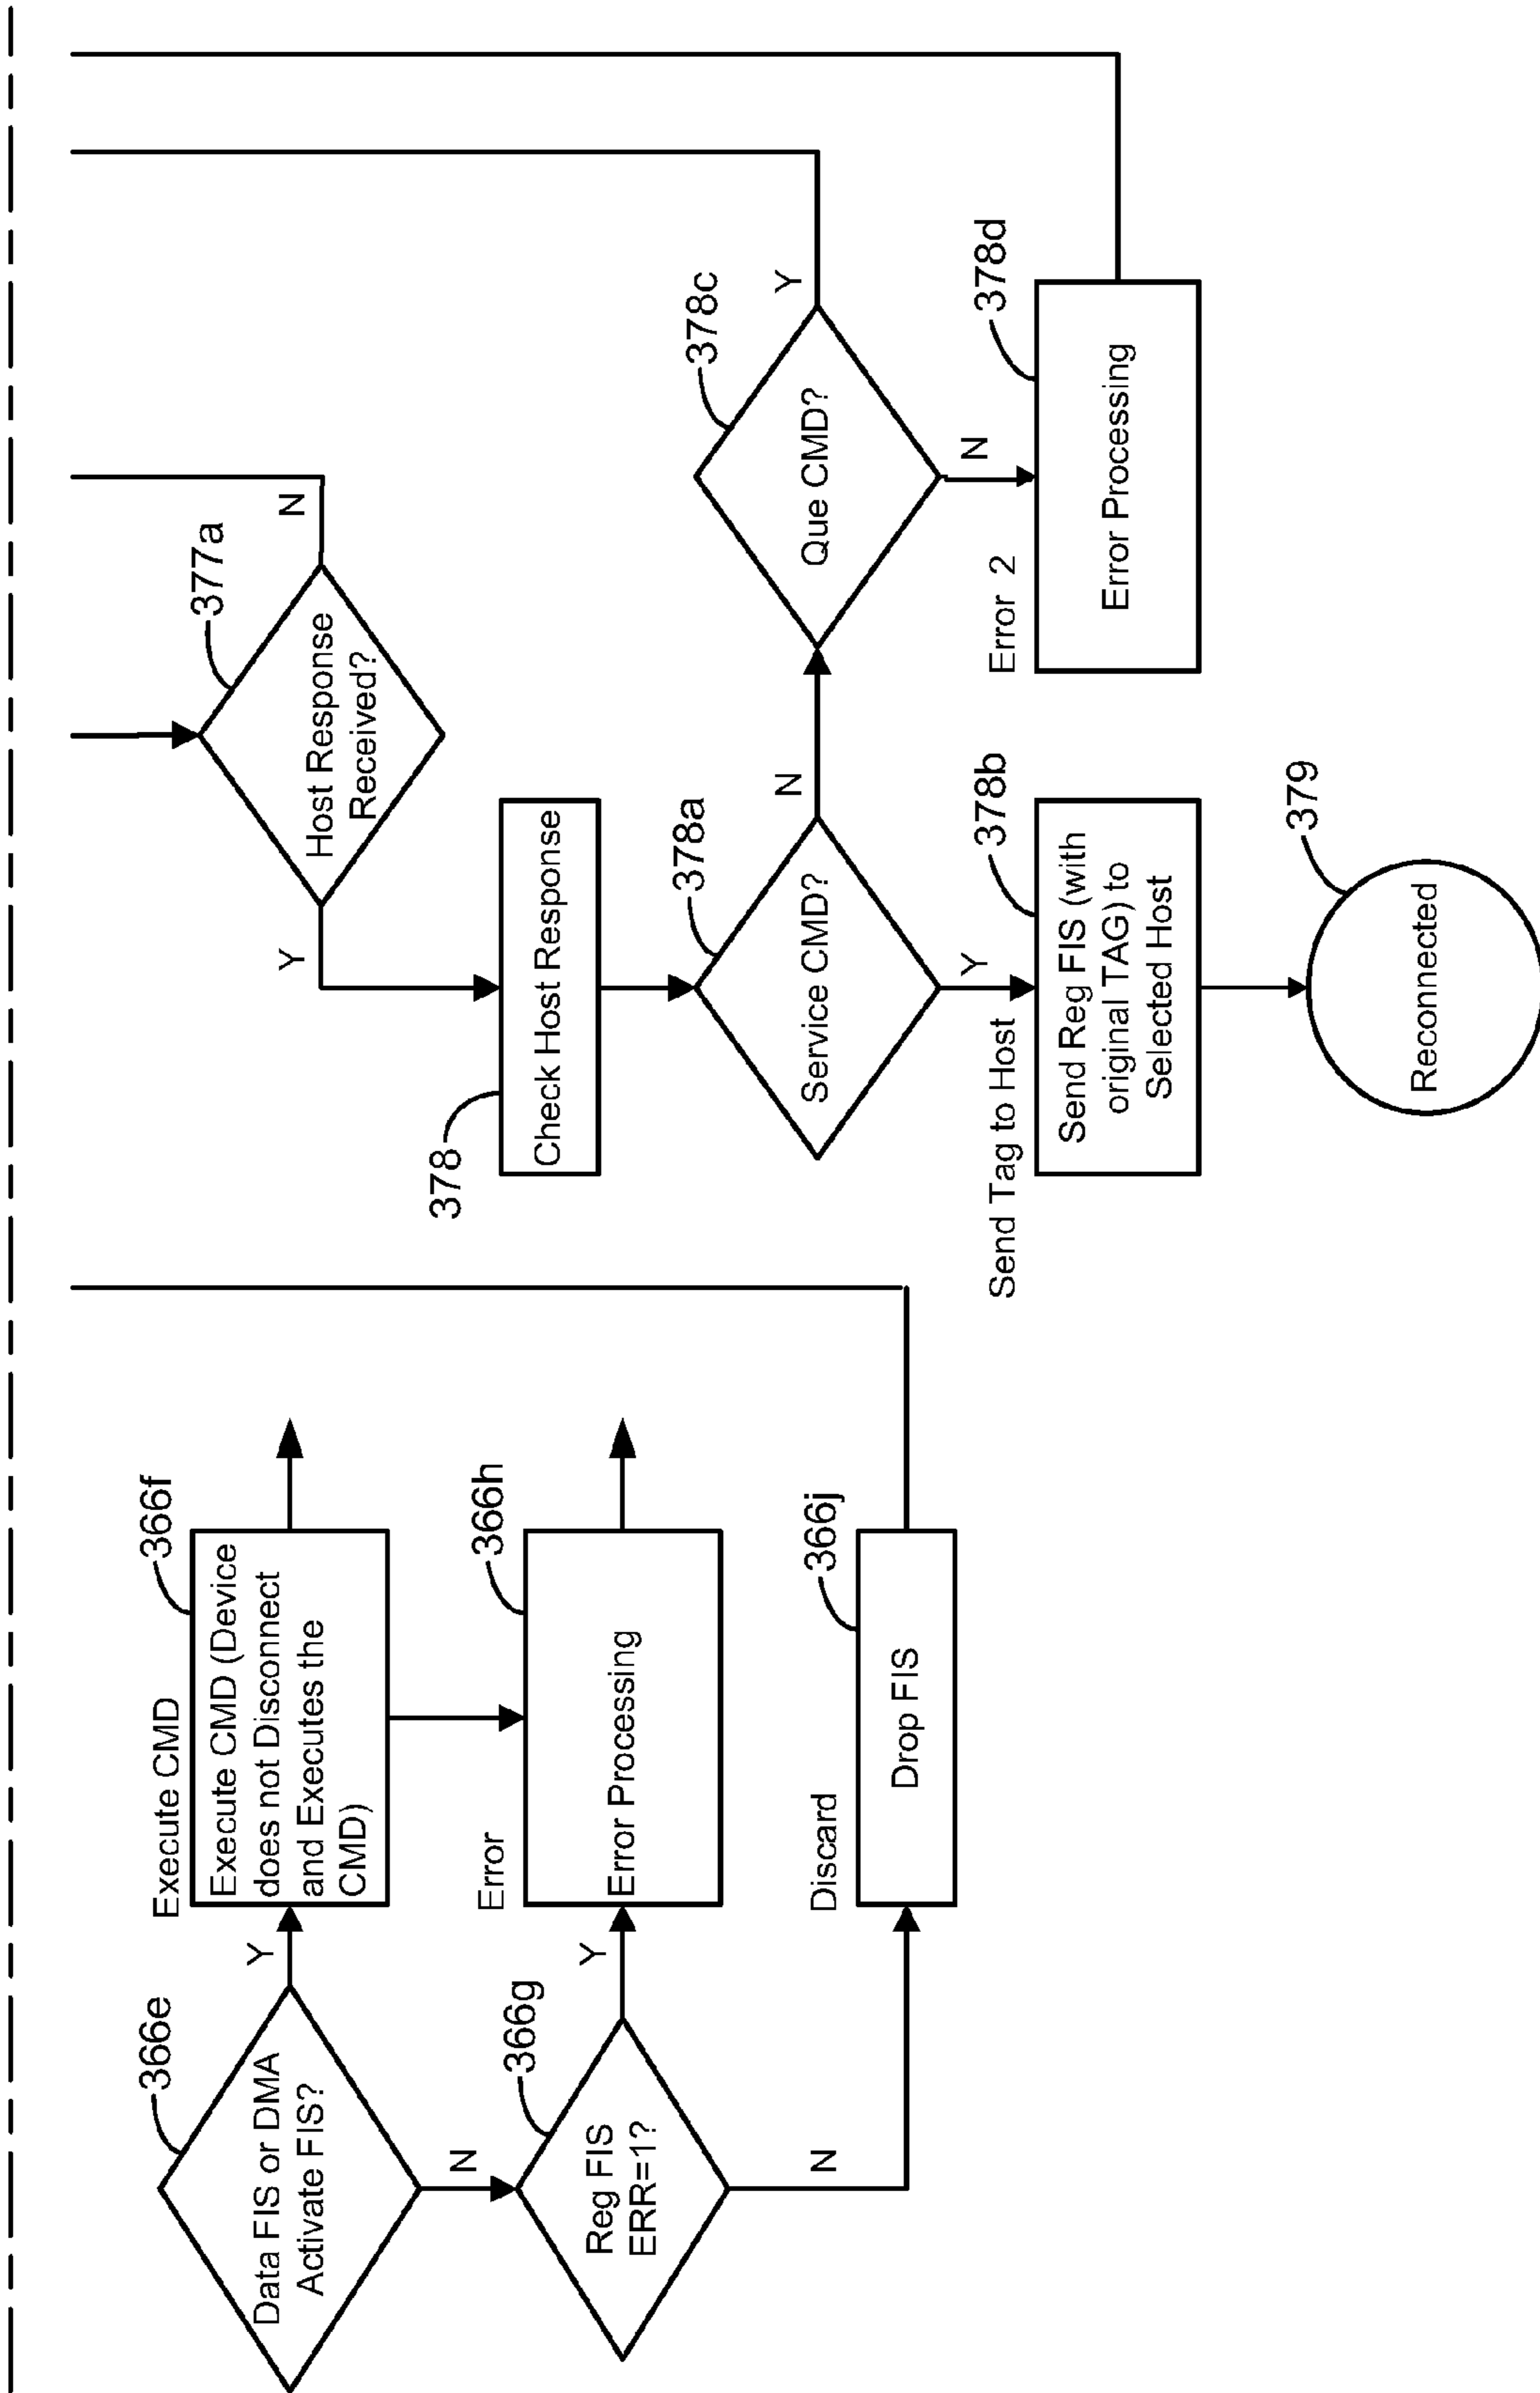 366e
Data FIS or DMA
Activate FIS?
Y
N
Execute CMD
366f
Execute CMD (Device
does not Disconnect
and Executes the
CMD)
366g
Reg FIS
ERR=1?
Y
N
Error
366h
Error Processing
Discard
366j
Drop FIS
377a
Host Response
Received?
Y
N
378
Check Host Response
378a
Service CMD?
N
Y
378c
Que CMD?
Y
N
Send Tag to Host
378b
Send Reg FIS (with
original TAG) to
Selected Host
Error 2
378d
Error Processing
379
Reconnected